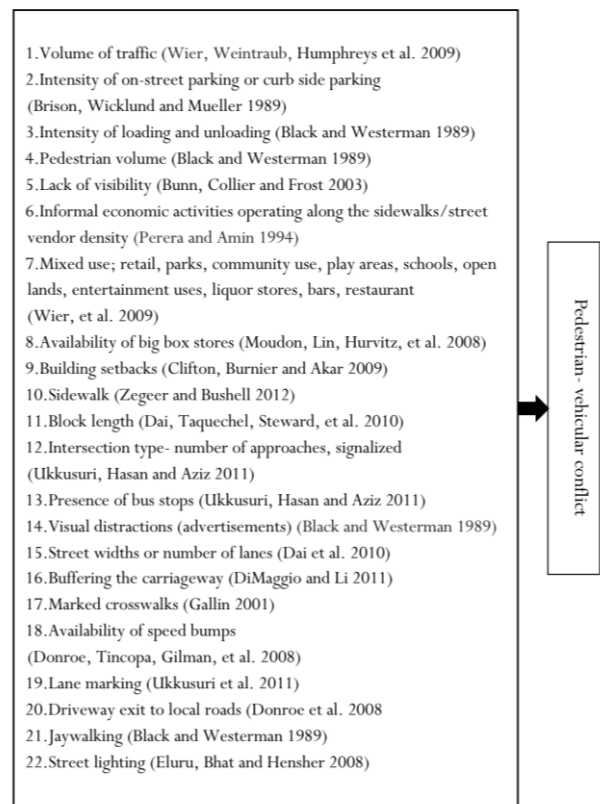 1.Volume of traffic (Wier, Weintraub, Humphreys et al. 2009)
2.Intensity of on-street parking or curb side parking
(Brison, Wicklund and Mueller 1989)
3.Intensity of loading and unloading (Black and Westerman 1989)
4.Pedestrian volume (Black and Westerman 1989)
5.Lack of visibility (Bunn, Collier and Frost 2003)
6.Informal economic activities operating along the sidewalks/street
vendor density (Perera and Amin 1994)
7.Mixed use; retail, parks, community use, play areas, schools, open
lands, entertainment uses, liquor stores, bars, restaurant
(Wier, et al. 2009)
8.Availability of big box stores (Moudon, Lin, Hurvitz, et al. 2008)
9.Building setbacks (Clifton, Burnier and Akar 2009)
10.Sidewalk (Zegeer and Bushell 2012)
11.Block length (Dai, Taquechel, Steward, et al. 2010)
12.Intersection type- number of approaches, signalized
(Ukkusuri, Hasan and Aziz 2011)
13.Presence of bus stops (Ukkusuri, Hasan and Aziz 2011)
14.Visual distractions (advertisements) (Black and Westerman 1989)
15.Street widths or number of lanes (Dai et al. 2010)
16.Buffering the carriageway (DiMaggio and Li 2011)
17.Marked crosswalks (Gallin 2001)
18.Availability of speed bumps
(Donroe, Tincopa, Gilman, et al. 2008)
19.Lane marking (Ukkusuri et al. 2011)
20.Driveway exit to local roads (Donroe et al. 2008
21.Jaywalking (Black and Westerman 1989)
22.Street lighting (Eluru, Bhat and Hensher 2008)
Pedestrian- vehicular conflict